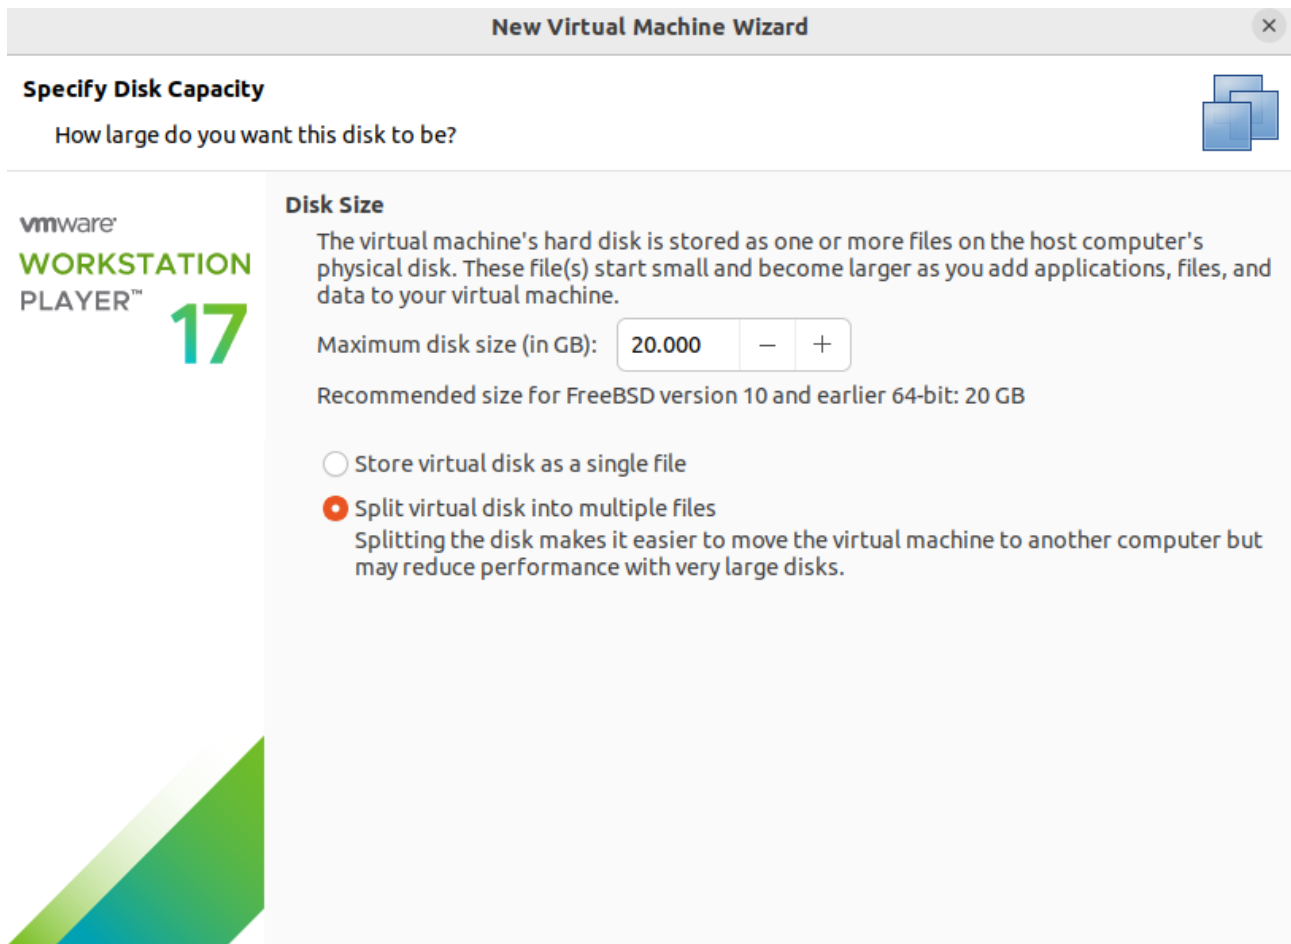 New Virtual Machine Wizard
Specify Disk Capacity
How large do you want this disk to be?
vmware®
WORKSTATION
PLAYER™
17
Disk Size
The virtual machine's hard disk is stored as one or more files on the host computer's
physical disk. These file(s) start small and become larger as you add applications, files, and
data to your virtual machine.
Maximum disk size (in GB): 20.000 − +
Recommended size for FreeBSD version 10 and earlier 64-bit: 20 GB
Store virtual disk as a single file
Split virtual disk into multiple files
Splitting the disk makes it easier to move the virtual machine to another computer but
may reduce performance with very large disks.